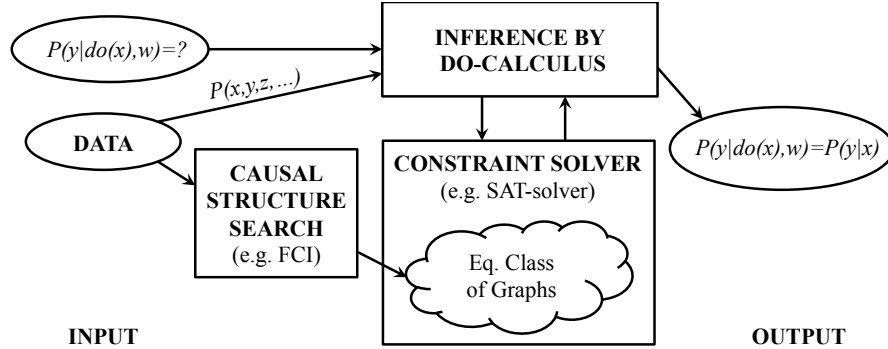 P(y|do(x),w)=?
INFERENCE BY
DO-CALCULUS
P(x,y,z,...)
DATA
P(y|do(x),w)=P(y|x)
CAUSAL
STRUCTURE
SEARCH
(e.g. FCI)
CONSTRAINT SOLVER
(e.g. SAT-solver)
Eq. Class
of Graphs
INPUT
OUTPUT